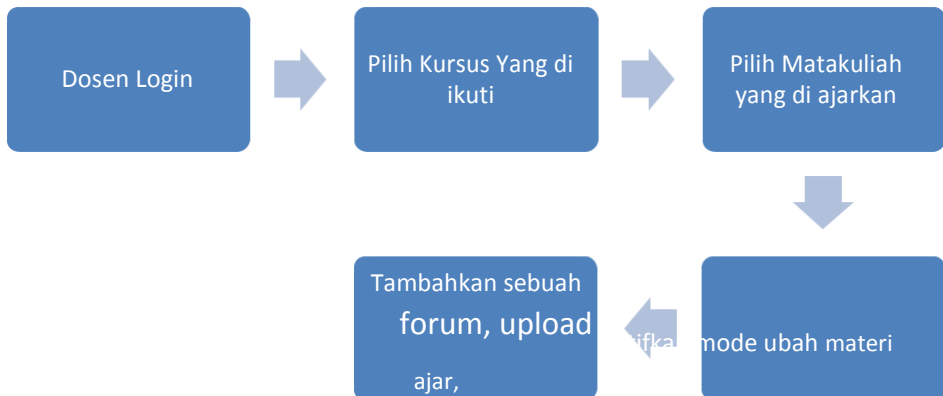 Dosen Login
Pilih Kursus Yang di
ikuti
Pilih Matakuliah
yang di ajarkan
Tambahkan sebuah
forum, upload
mode ubah materi
ajar,